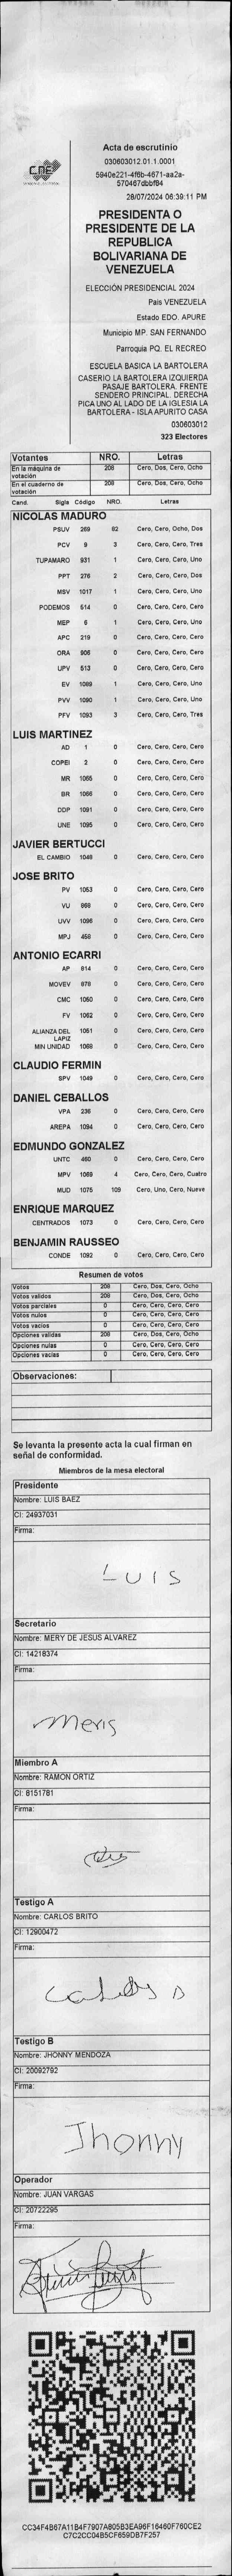 CNE
Acta de escrutinio
030603012.01.1.0001
5940e221-4f6b-4671-aa2a-
570467dbbf84
28/07/2024 06:39:11 PM
PRESIDENTA O
PRESIDENTE DE LA
REPUBLICA
BOLIVARIANA DE
VENEZUELA
ELECCIÓN PRESIDENCIAL 2024
Pais VENEZUELA
Estado EDO. APURE
Municipio MP. SAN FERNANDO
Parroquia PQ. EL RECREO
ESCUELA BASICA LA BARTOLERA
CASERIO LA BARTOLERA IZQUIERDA
PASAJE BARTOLERA. FRENTE
SENDERO PRINCIPAL. DERECHA
PICA UNO AL LADO DE LA IGLESIA LA
BARTOLERA - ISLA APURITO CASA
030603012
323 Electores
Votantes NRO. Letras
En la máquina de votación 208 Cero, Dos, Cero, Ocho
En el cuaderno de votación 208 Cero, Dos, Cero, Ocho
Cand. Sigla Código NRO. Letras
NICOLAS MADURO
PSUV 269 82 Cero, Cero, Ocho, Dos
PCV 9 3 Cero, Cero, Cero, Tres
TUPAMARO 931 1 Cero, Cero, Cero, Uno
PPT 276 2 Cero, Cero, Cero, Dos
MSV 1017 1 Cero, Cero, Cero, Uno
PODEMOS 514 0 Cero, Cero, Cero, Cero
MEP 6 1 Cero, Cero, Cero, Uno
APC 219 0 Cero, Cero, Cero, Cero
ORA 906 0 Cero, Cero, Cero, Cero
UPV 513 0 Cero, Cero, Cero, Cero
EV 1089 1 Cero, Cero, Cero, Uno
PVV 1090 1 Cero, Cero, Cero, Uno
PFV 1093 3 Cero, Cero, Cero, Tres
LUIS MARTINEZ
AD 1 0 Cero, Cero, Cero, Cero
COPEI 2 0 Cero, Cero, Cero, Cero
MR 1065 0 Cero, Cero, Cero, Cero
BR 1066 0 Cero, Cero, Cero, Cero
DDP 1091 0 Cero, Cero, Cero, Cero
UNE 1095 0 Cero, Cero, Cero, Cero
JAVIER BERTUCCI
EL CAMBIO 1048 0 Cero, Cero, Cero, Cero
JOSE BRITO
PV 1053 0 Cero, Cero, Cero, Cero
VU 868 0 Cero, Cero, Cero, Cero
UVV 1096 0 Cero, Cero, Cero, Cero
MPJ 458 0 Cero, Cero, Cero, Cero
ANTONIO ECARRI
AP 814 0 Cero, Cero, Cero, Cero
MOVEV 878 0 Cero, Cero, Cero, Cero
CMC 1050 0 Cero, Cero, Cero, Cero
FV 1062 0 Cero, Cero, Cero, Cero
ALIANZA DEL LAPIZ 1051 0 Cero, Cero, Cero, Cero
MIN UNIDAD 1068 0 Cero, Cero, Cero, Cero
CLAUDIO FERMIN
SPV 1049 0 Cero, Cero, Cero, Cero
DANIEL CEBALLOS
VPA 236 0 Cero, Cero, Cero, Cero
AREPA 1094 0 Cero, Cero, Cero, Cero
EDMUNDO GONZALEZ
UNTC 460 0 Cero, Cero, Cero, Cero
MPV 1069 4 Cero, Cero, Cero, Cuatro
MUD 1075 109 Cero, Uno, Cero, Nueve
ENRIQUE MARQUEZ
CENTRADOS 1073 0 Cero, Cero, Cero, Cero
BENJAMIN RAUSSEO
CONDE 1092 0 Cero, Cero, Cero, Cero
Resumen de votos
Votos 208 Cero, Dos, Cero, Ocho
Votos validos 208 Cero, Dos, Cero, Ocho
Votos parciales 0 Cero, Cero, Cero, Cero
Votos nulos 0 Cero, Cero, Cero, Cero
Votos vacios 0 Cero, Cero, Cero, Cero
Opciones validas 208 Cero, Dos, Cero, Ocho
Opciones nulas 0 Cero, Cero, Cero, Cero
Opciones vacias 0 Cero, Cero, Cero, Cero
Observaciones:
Se levanta la presente acta la cual firman en
señal de conformidad.
Miembros de la mesa electoral
Presidente
Nombre: LUIS BAEZ
CI: 24937031
Firma:
LUIS
Secretario
Nombre: MERY DE JESUS ALVAREZ
CI: 14218374
Firma:
Merys
Miembro A
Nombre: RAMON ORTIZ
CI: 8151781
Firma:
Testigo A
Nombre: CARLOS BRITO
CI: 12900472
Firma:
Testigo B
Nombre: JHONNY MENDOZA
CI: 20092792
Firma:
Jhonny
Operador
Nombre: JUAN VARGAS
CI: 20722295
Firma:
CC34F4B67A11B4F7907A805B3EA96F16460F760CE2
C7C2CC04B5CF659DB7F257